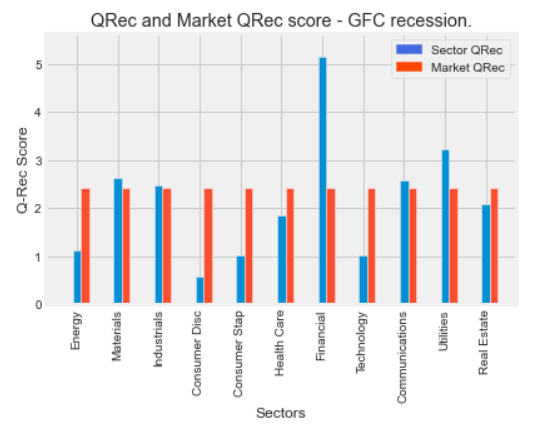 QRec and Market QRec score - GFC recession.
Sector QRec
Market QRec
Q-Rec Score
5
4
3
2
1
0
Energy
Materials
Industrials
Consumer Disc
Consumer Stap
Health Care
Financial
Technology
Communications
Utilities
Real Estate
Sectors